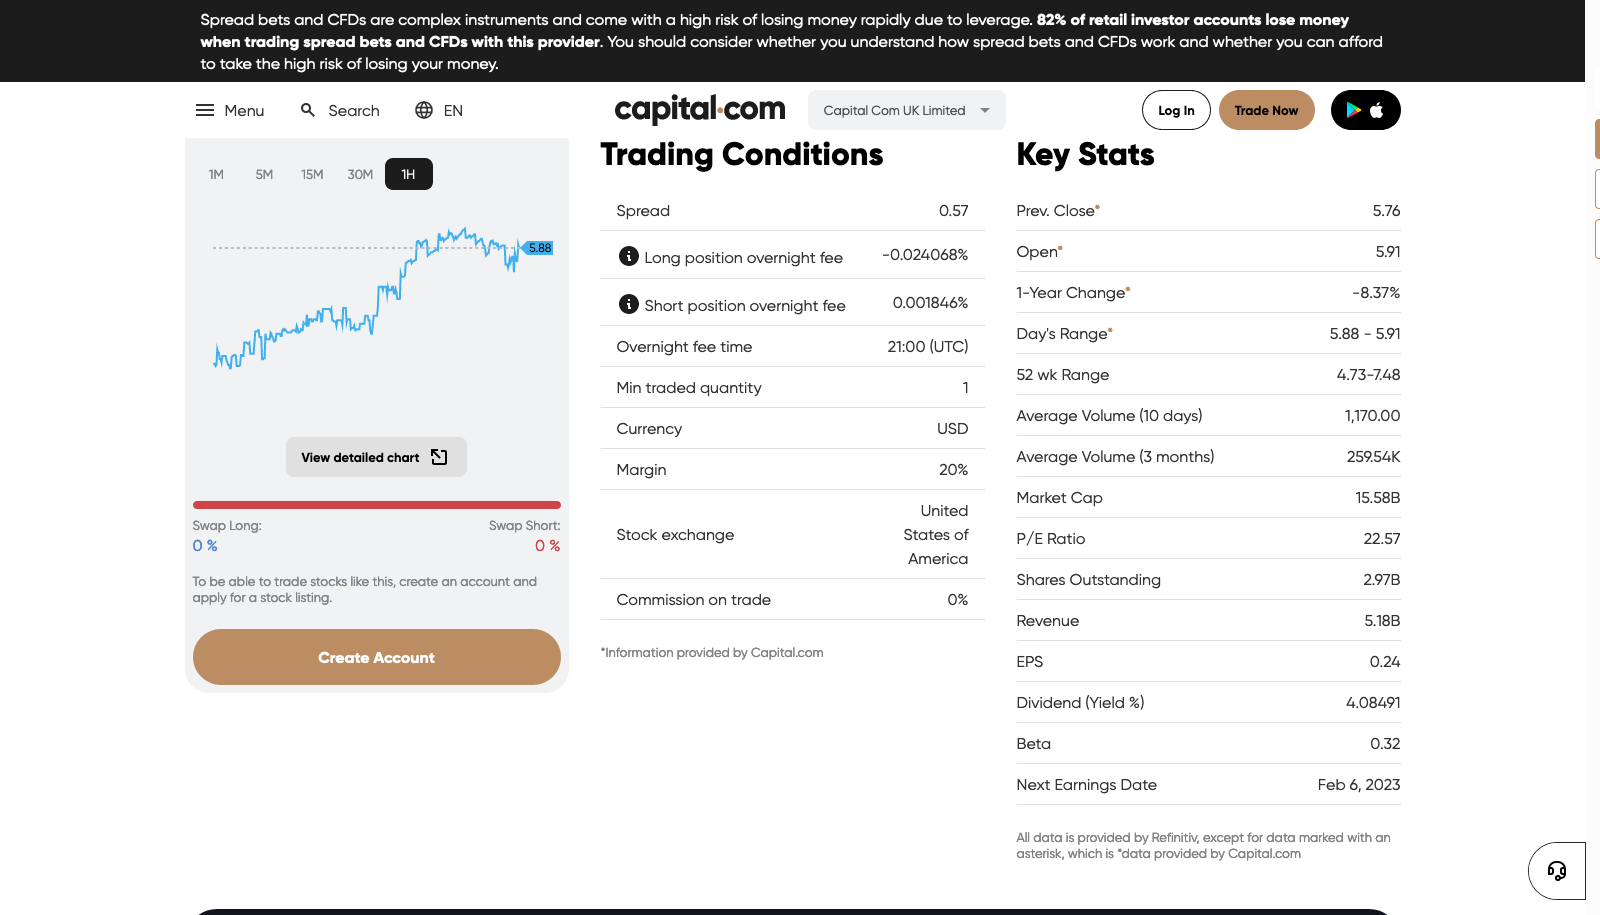 Spread bets and CFDs are complex instruments and come with a high risk of losing money rapidly due to leverage. 82% of retail investor accounts lose money
when trading spread bets and CFDs with this provider. You should consider whether you understand how spread bets and CFDs work and whether you can afford
to take the high risk of losing your money.
Menu Search EN capital.com Capital Com UK Limited Log In Trade Now
1M 5M 15M 30M 1H
5.88
View detailed chart
Swap Long: Swap Short:
0 % 0 %
To be able to trade stocks like this, create an account and
apply for a stock listing.
Create Account
Trading Conditions
Spread 0.57
Long position overnight fee -0.024068%
Short position overnight fee 0.001846%
Overnight fee time 21:00 (UTC)
Min traded quantity 1
Currency USD
Margin 20%
Stock exchange United
States of
America
Commission on trade 0%
*Information provided by Capital.com
Key Stats
Prev. Close* 5.76
Open* 5.91
1-Year Change* -8.37%
Day's Range* 5.88 - 5.91
52 wk Range 4.73-7.48
Average Volume (10 days) 1,170.00
Average Volume (3 months) 259.54K
Market Cap 15.58B
P/E Ratio 22.57
Shares Outstanding 2.97B
Revenue 5.18B
EPS 0.24
Dividend (Yield %) 4.08491
Beta 0.32
Next Earnings Date Feb 6, 2023
All data is provided by Refinitiv, except for data marked with an
asterisk, which is *data provided by Capital.com